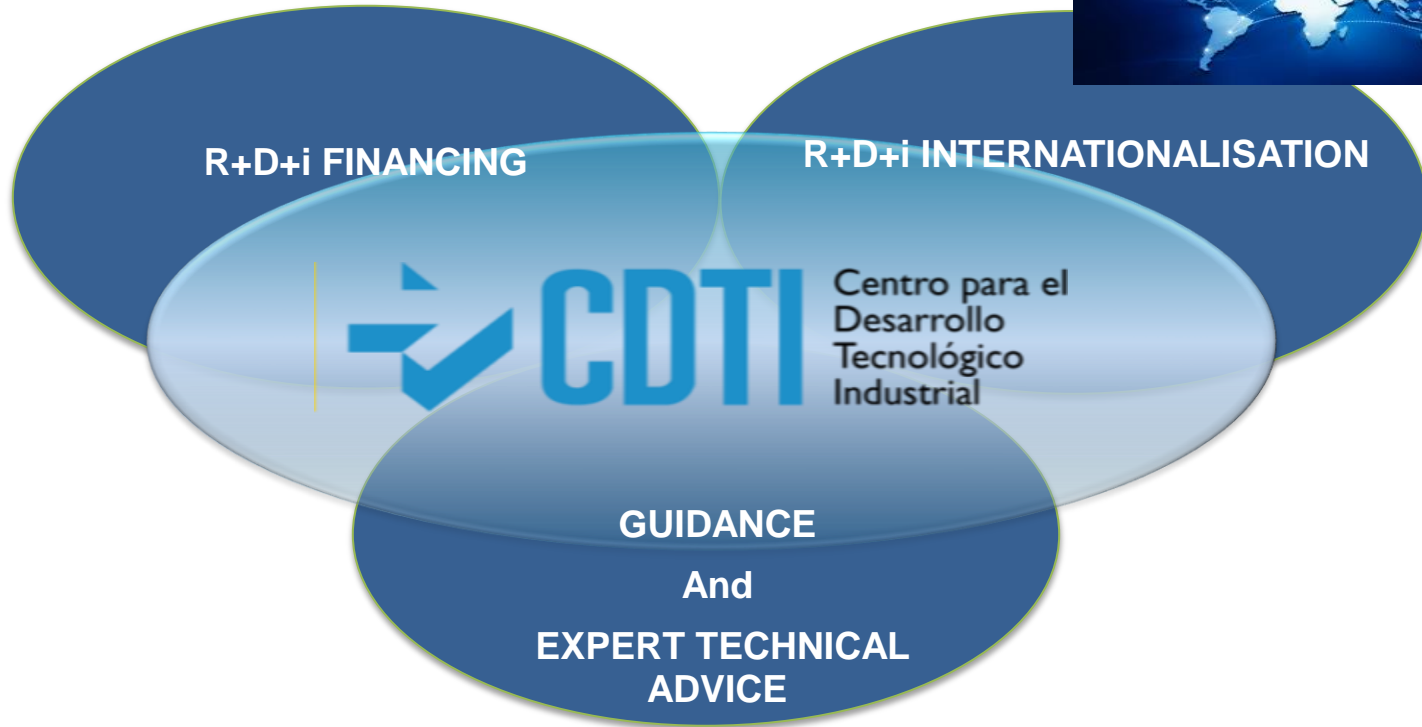 R+D+i FINANCING
R+D+i INTERNATIONALISATION
CDTI
Centro para el
Desarrollo
Tecnológico
Industrial
GUIDANCE
And
EXPERT TECHNICAL
ADVICE